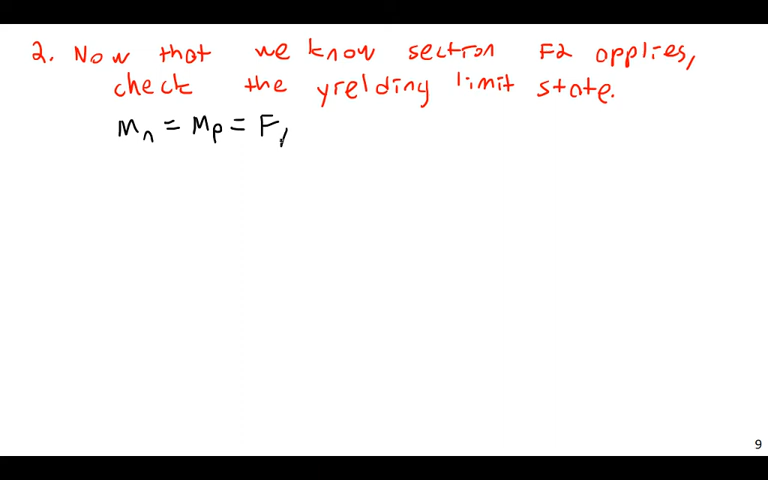 2. Now that we know section F2 applies,
check the yielding limit state.
Mn = Mp = F
9